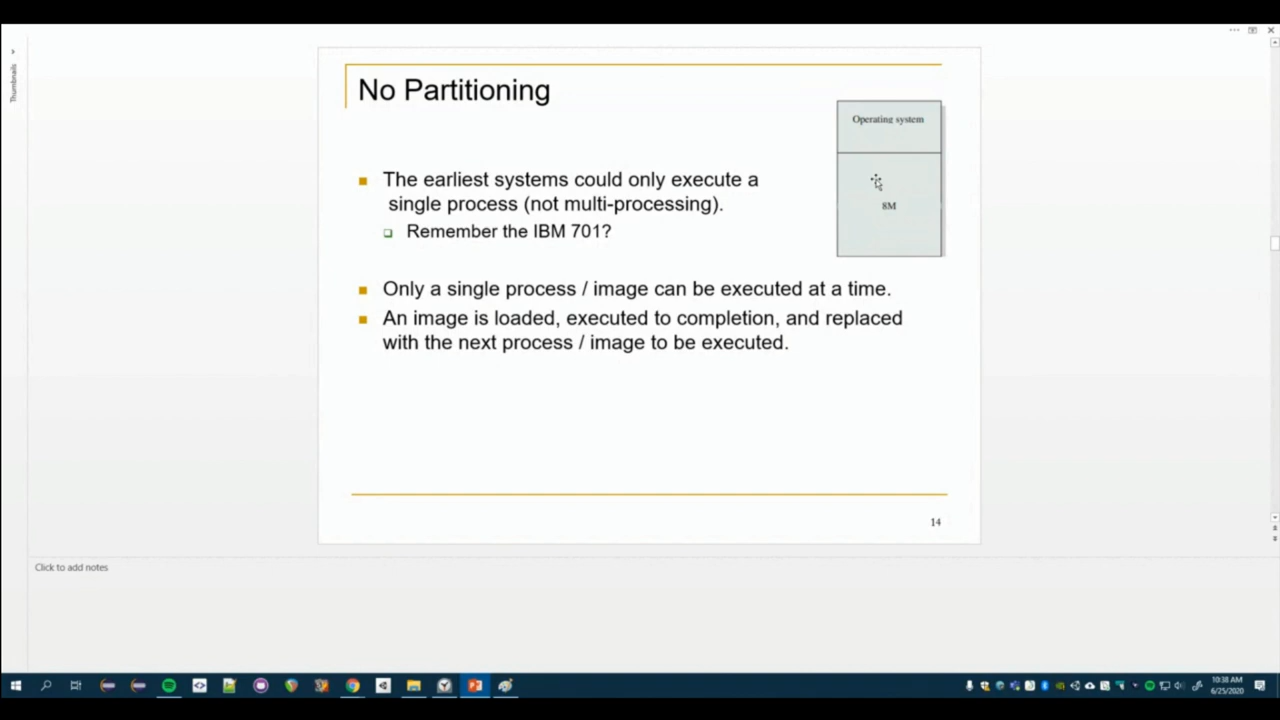 Thumbnails
No Partitioning
Operating system
8M
The earliest systems could only execute a
single process (not multi-processing).
Remember the IBM 701?
Only a single process / image can be executed at a time.
An image is loaded, executed to completion, and replaced
with the next process / image to be executed.
14
Click to add notes
10:38 AM
6/25/2020